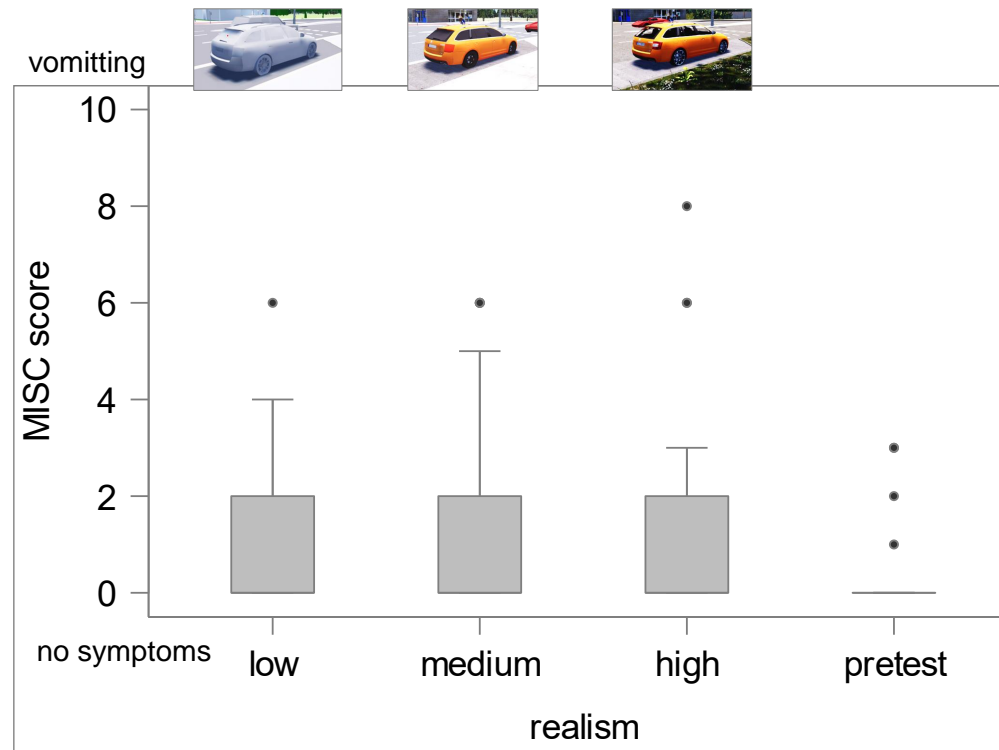 vomitting
10
8
6
4
2
0
MISC score
no symptoms
low medium high pretest
realism